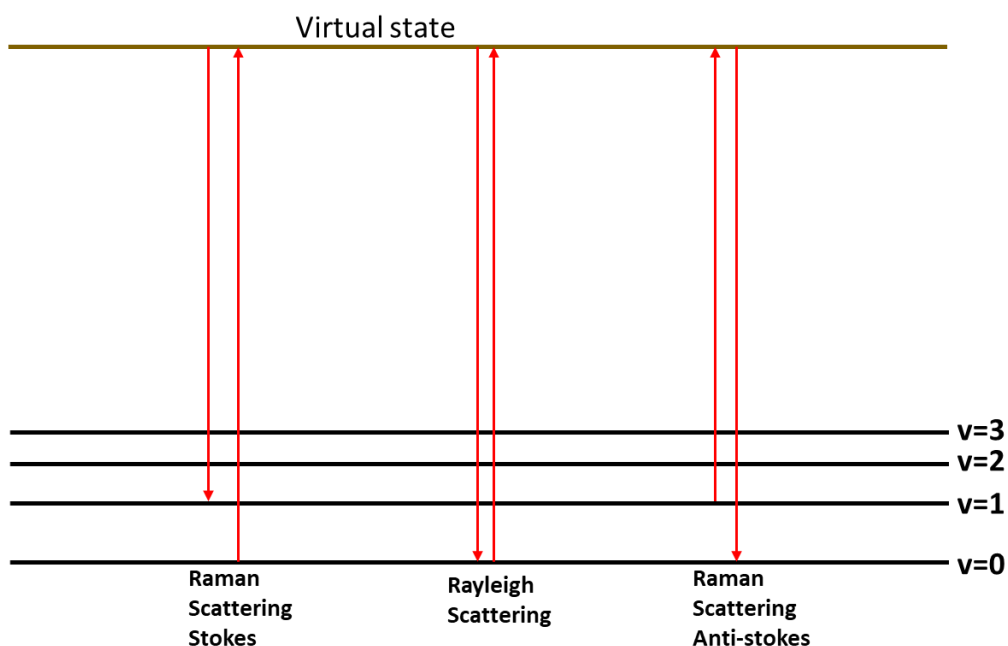 Virtual state
v=3
v=2
v=1
v=0
Raman
Scattering
Stokes
Rayleigh
Scattering
Raman
Scattering
Anti-stokes